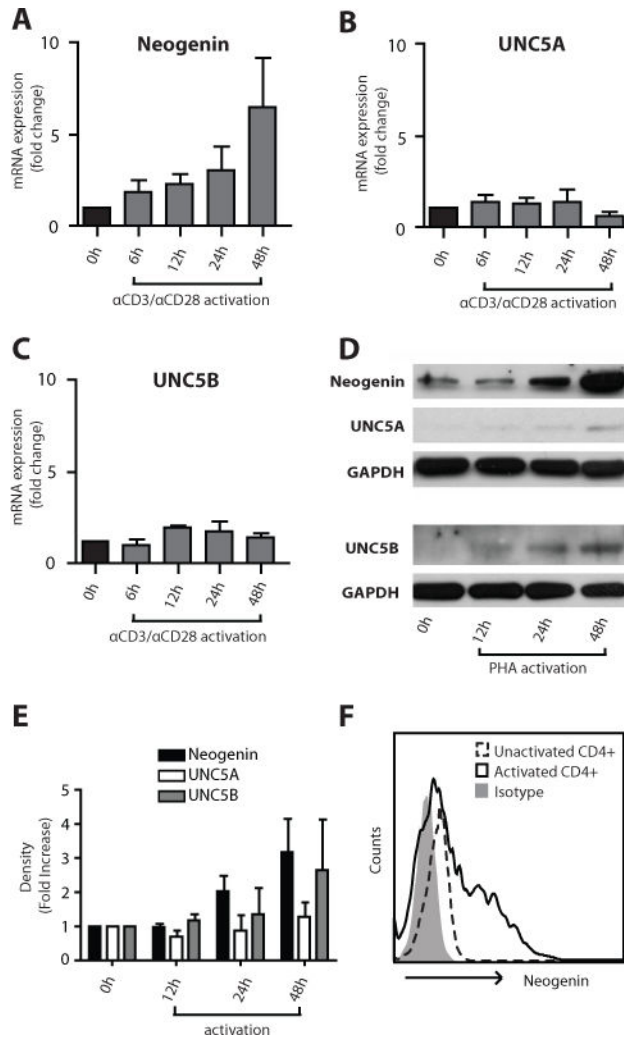 A
Neogenin
10
5
0
mRNA expression
(fold change)
0h
6h
12h
24h
48h
αCD3/αCD28 activation
B
UNC5A
10
5
0
mRNA expression
(fold change)
0h
6h
12h
24h
48h
αCD3/αCD28 activation
C
UNC5B
10
5
0
mRNA expression
(fold change)
0h
6h
12h
24h
48h
αCD3/αCD28 activation
D
Neogenin
UNC5A
GAPDH
UNC5B
GAPDH
0h
12h
24h
48h
PHA activation
E
Neogenin
UNC5A
UNC5B
5
4
3
2
1
0
Density
(Fold Increase)
0h
12h
24h
48h
activation
F
Unactivated CD4+
Activated CD4+
Isotype
Counts
Neogenin